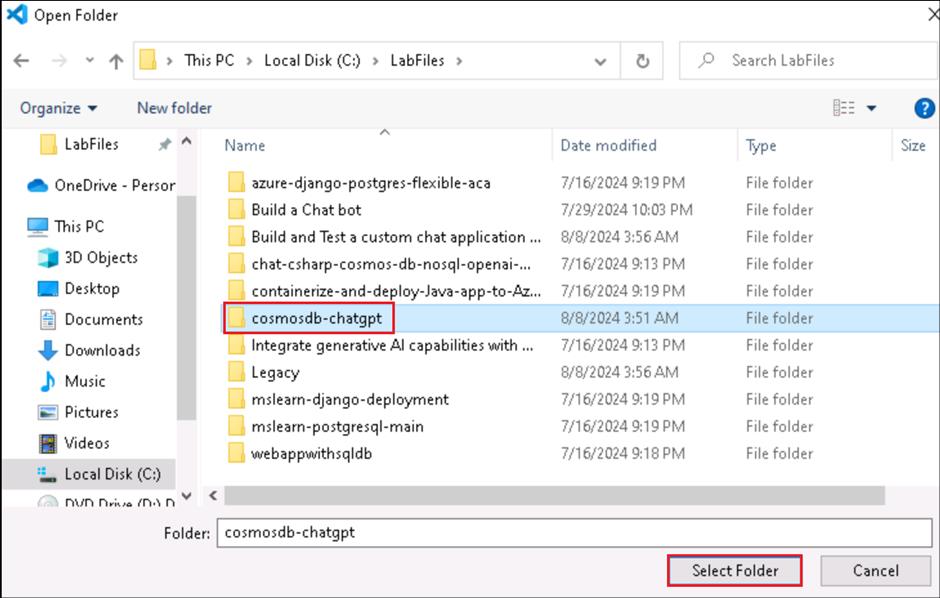 Open Folder
This PC > Local Disk (C:) > LabFiles >
Search LabFiles
Organize
New folder
?
Name Date modified Type Size
LabFiles
OneDrive - Persor
This PC
3D Objects
Desktop
Documents
Downloads
Music
Pictures
Videos
Local Disk (C:)
DVD Drive (D:) D
azure-django-postgres-flexible-aca 7/16/2024 9:19 PM File folder
Build a Chat bot 7/29/2024 10:03 PM File folder
Build and Test a custom chat application ... 8/8/2024 3:56 AM File folder
chat-csharp-cosmos-db-nosql-openai-... 7/16/2024 9:13 PM File folder
containerize-and-deploy-Java-app-to-Az... 7/16/2024 9:19 PM File folder
cosmosdb-chatgpt 8/8/2024 3:51 AM File folder
Integrate generative AI capabilities with ... 7/16/2024 9:13 PM File folder
Legacy 8/8/2024 3:56 AM File folder
mslearn-django-deployment 7/16/2024 9:19 PM File folder
mslearn-postgresql-main 7/16/2024 9:19 PM File folder
webappwithsqldb 7/16/2024 9:18 PM File folder
Folder: cosmosdb-chatgpt
Select Folder
Cancel